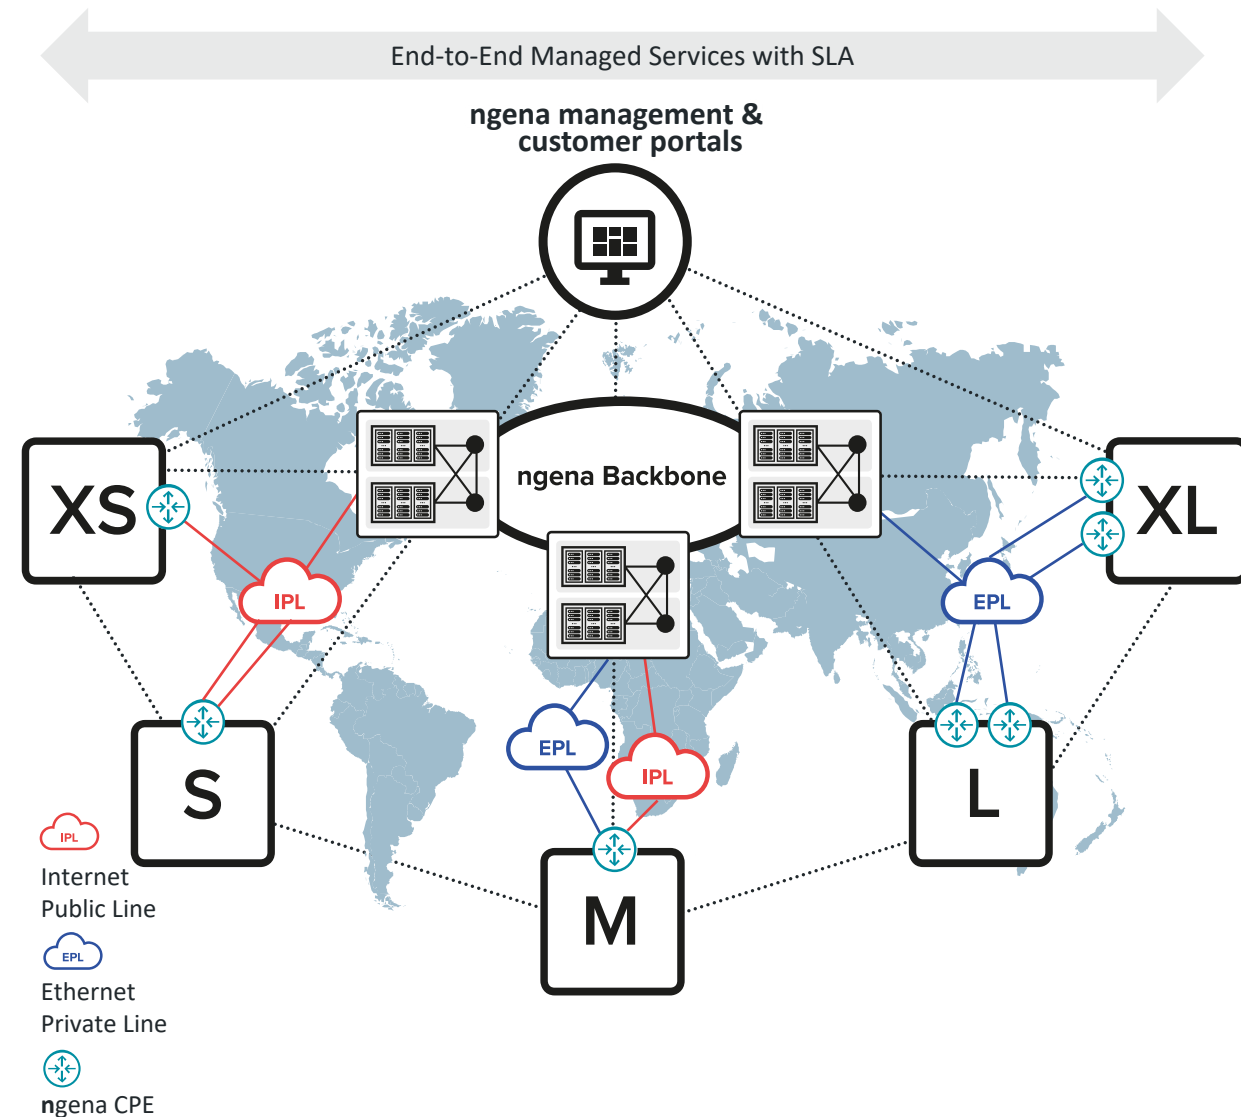 End-to-End Managed Services with SLA
ngena management &
customer portals
ngena Backbone
XS
XL
IPL
EPL
S
EPL
IPL
L
M
IPL
Internet
Public Line
EPL
Ethernet
Private Line
ngena CPE